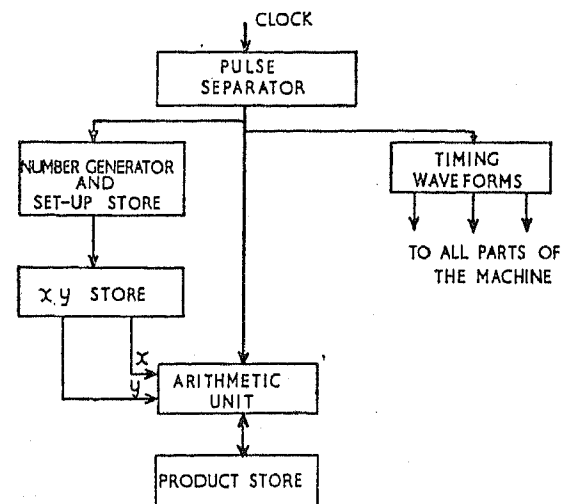 CLOCK
PULSE
SEPARATOR
NUMBER GENERATOR
AND
SET-UP STORE
TIMING
WAVEFORMS
TO ALL PARTS OF
THE MACHINE
x, y STORE
x
y
ARITHMETIC
UNIT
PRODUCT STORE